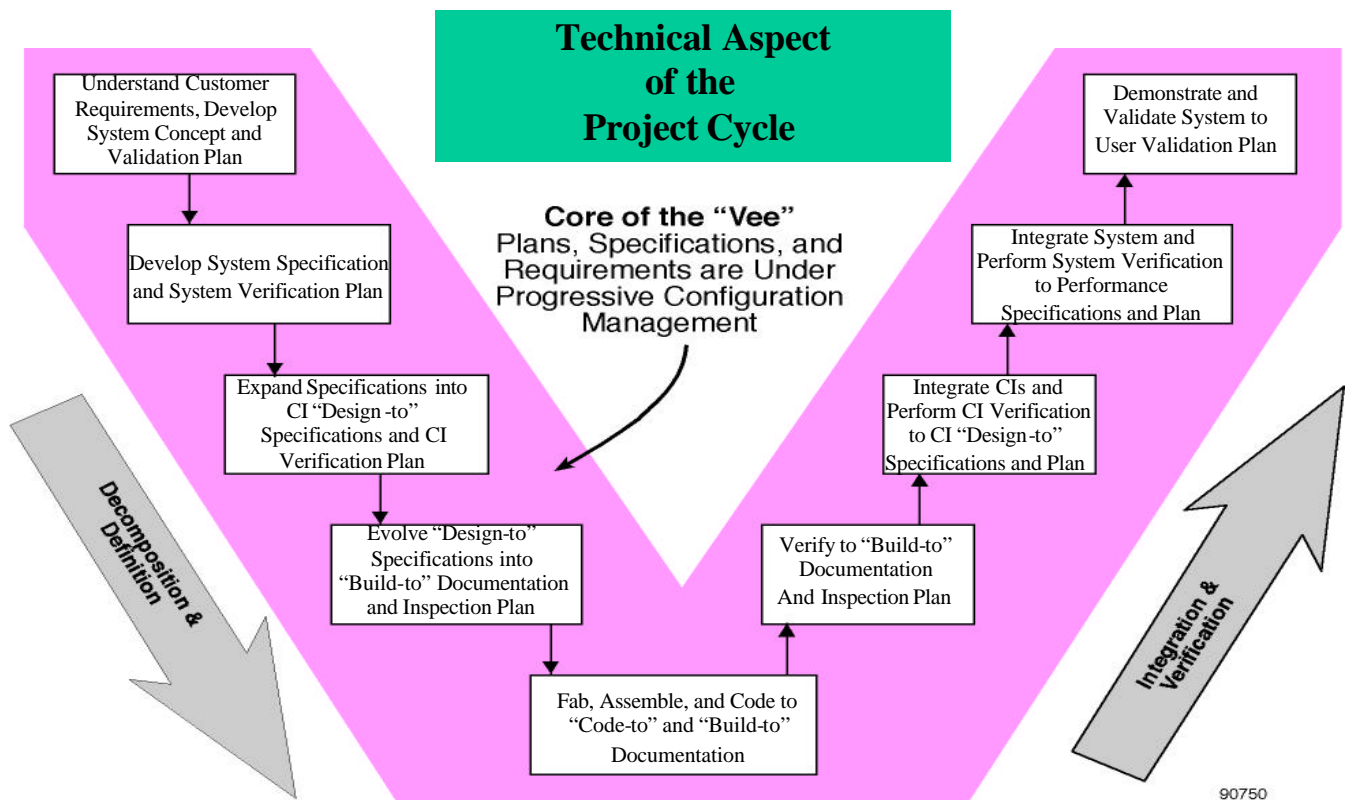 Technical Aspect
of the
Project Cycle
Understand Customer
Requirements, Develop
System Concept and
Validation Plan
Develop System Specification
and System Verification Plan
Expand Specifications into
CI “Design -to”
Specifications and CI
Verification Plan
Evolve “Design-to”
Specifications into
“Build-to” Documentation
and Inspection Plan
Fab, Assemble, and Code to
“Code-to” and “Build-to”
Documentation
Verify to “Build-to”
Documentation
And Inspection Plan
Integrate CIs and
Perform CI Verification
to CI “Design-to”
Specifications and Plan
Integrate System and
Perform System Verification
to Performance
Specifications and Plan
Demonstrate and
Validate System to
User Validation Plan
Core of the “Vee”
Plans, Specifications, and
Requirements are Under
Progressive Configuration
Management
Decomposition &
Definition
Integration &
Verification
90750